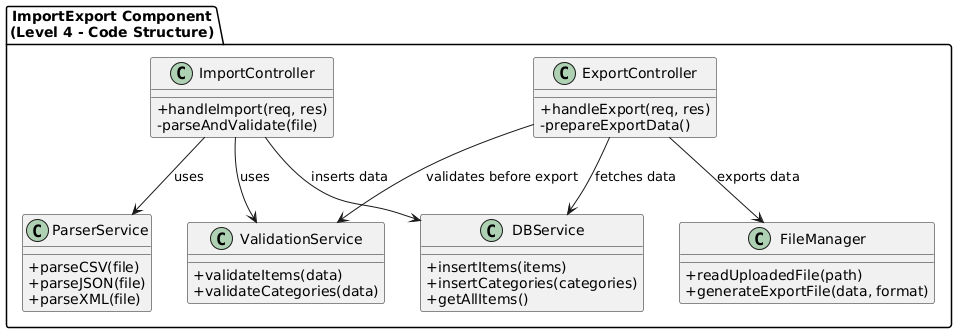 ImportExport Component
(Level 4 - Code Structure)
C ImportController
+handleImport(req, res)
-parseAndValidate(file)
C ExportController
+handleExport(req, res)
-prepareExportData()
uses
uses
inserts data
validates before export
fetches data
exports data
C ParserService
+parseCSV(file)
+parseJSON(file)
+parseXML(file)
C ValidationService
+validateItems(data)
+validateCategories(data)
C DBService
+insertItems(items)
+insertCategories(categories)
+getAllItems()
C FileManager
+readUploadedFile(path)
+generateExportFile(data, format)